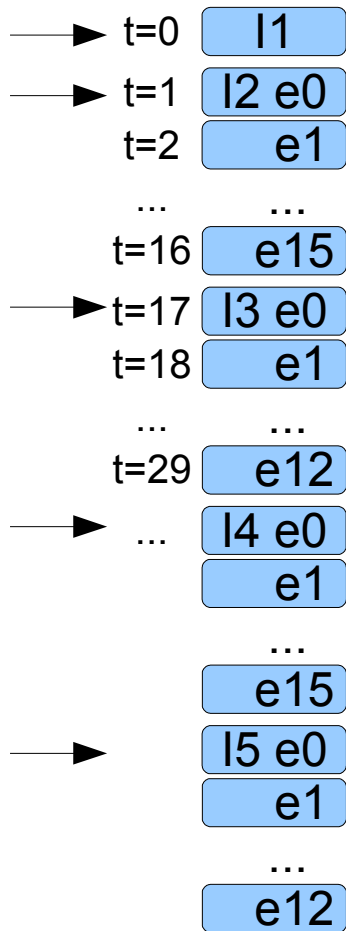 t=0 I1
t=1 I2 e0
t=2 e1
... ...
t=16 e15
t=17 I3 e0
t=18 e1
... ...
t=29 e12
... I4 e0
e1
...
e15
I5 e0
e1
...
e12